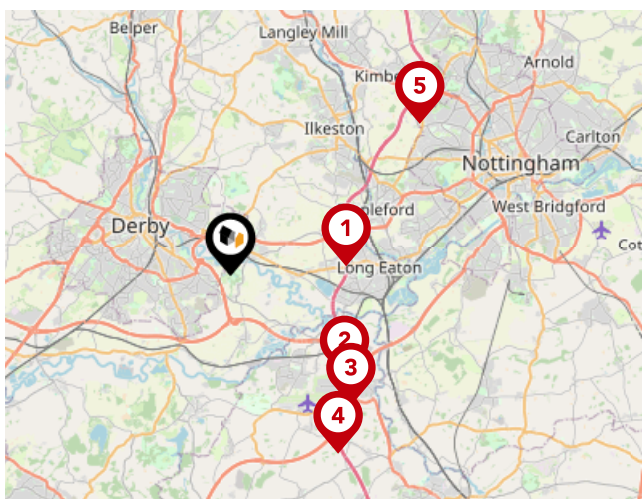 Belper
Langley Mill
Arnold
Kimbe
5
Ilkeston
Carlton
Nottingham
Derby
1
pleford
West Bridgford
Long Eaton
Cot
2
3
4